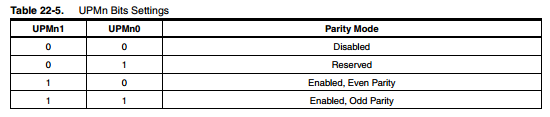 Table 22-5. UPMn Bits Settings
UPMn1 UPMn0 Parity Mode
0 0 Disabled
0 1 Reserved
1 0 Enabled, Even Parity
1 1 Enabled, Odd Parity